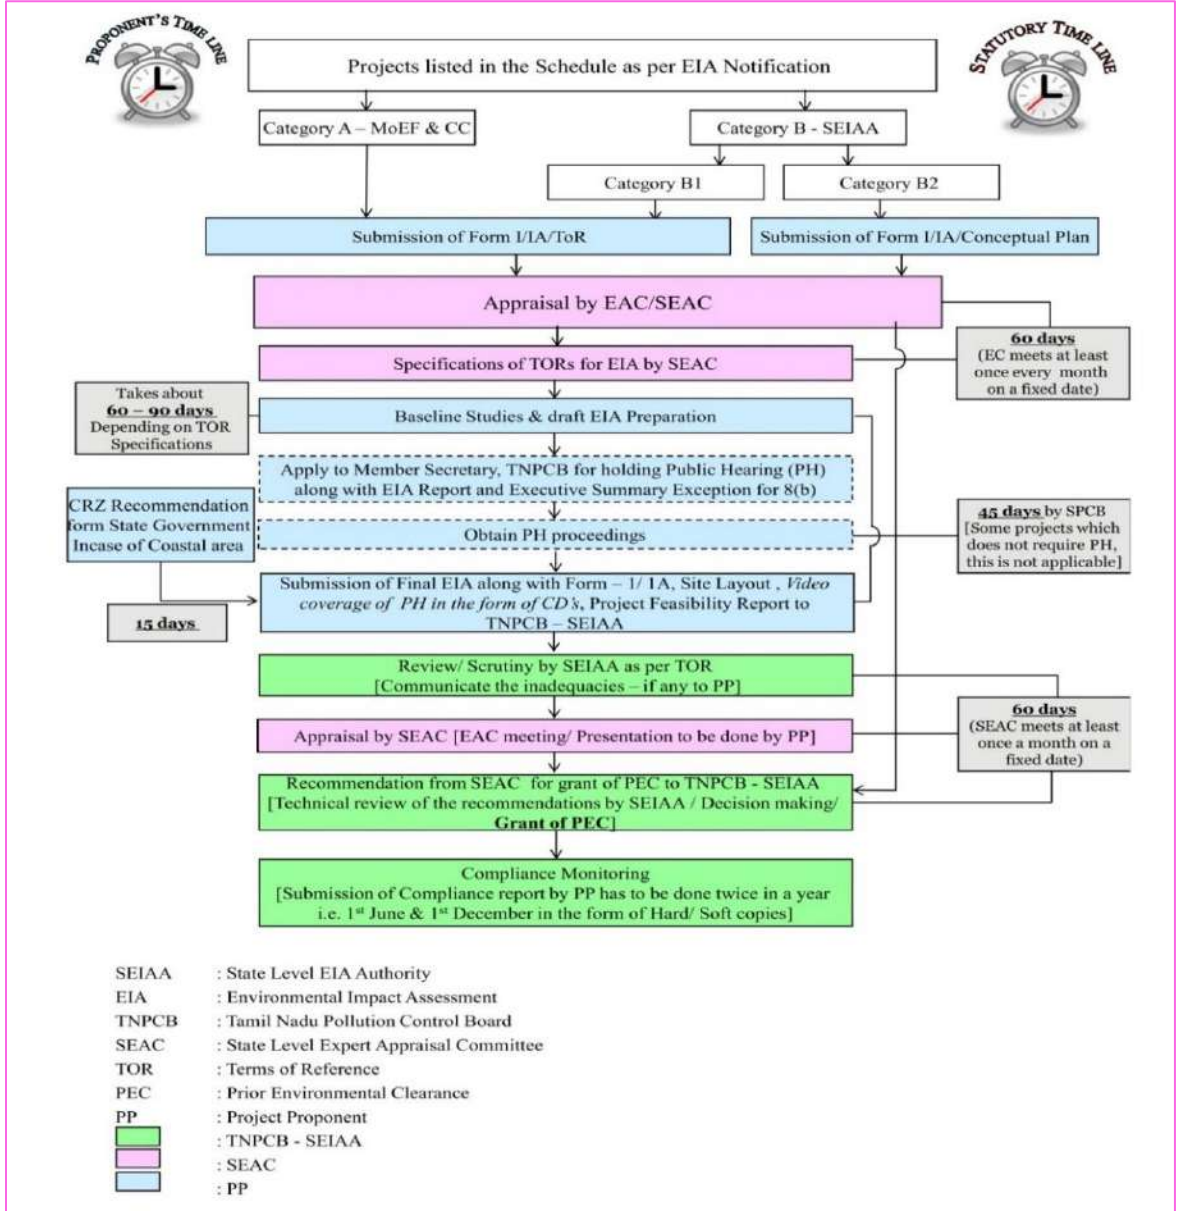 PROPONENT'S TIME LINE
STATUTORY TIME LINE
Projects listed in the Schedule as per EIA Notification
Category A – MoEF & CC
Category B - SEIAA
Category B1
Category B2
Submission of Form I/IA/ToR
Submission of Form I/IA/Conceptual Plan
Appraisal by EAC/SEAC
60 days
(EC meets at least
once every month
on a fixed date)
Specifications of TORs for EIA by SEAC
Takes about
60 – 90 days
Depending on TOR
Specifications
Baseline Studies & draft EIA Preparation
Apply to Member Secretary, TNPCB for holding Public Hearing (PH)
along with EIA Report and Executive Summary Exception for 8(b)
CRZ Recommendation
form State Government
Incase of Coastal area
45 days by SPCB
[Some projects which
does not require PH,
this is not applicable]
Obtain PH proceedings
Submission of Final EIA along with Form – 1/ 1A, Site Layout , Video
coverage of PH in the form of CD's, Project Feasibility Report to
TNPCB – SEIAA
15 days
Review/ Scrutiny by SEIAA as per TOR
[Communicate the inadequacies – if any to PP]
60 days
(SEAC meets at least
once a month on a
fixed date)
Appraisal by SEAC [EAC meeting/ Presentation to be done by PP]
Recommendation from SEAC for grant of PEC to TNPCB - SEIAA
[Technical review of the recommendations by SEIAA / Decision making/
Grant of PEC]
Compliance Monitoring
[Submission of Compliance report by PP has to be done twice in a year
i.e. 1st June & 1st December in the form of Hard/ Soft copies]
SEIAA : State Level EIA Authority
EIA : Environmental Impact Assessment
TNPCB : Tamil Nadu Pollution Control Board
SEAC : State Level Expert Appraisal Committee
TOR : Terms of Reference
PEC : Prior Environmental Clearance
PP : Project Proponent
: TNPCB - SEIAA
: SEAC
: PP